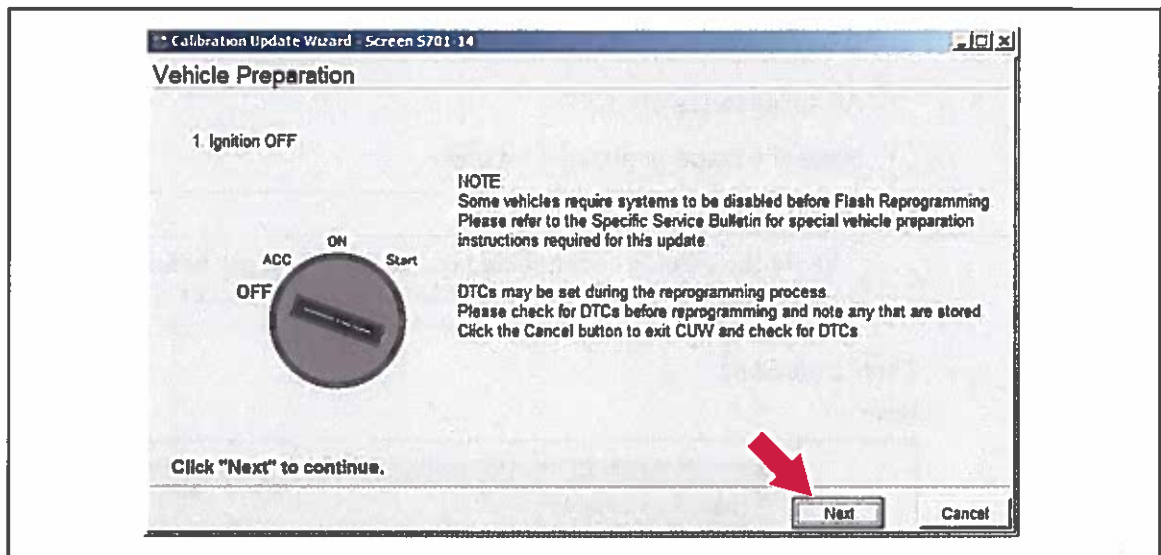 Calibration Update Wizard - Screen S701-14
Vehicle Preparation
1. Ignition OFF
NOTE
Some vehicles require systems to be disabled before Flash Reprogramming
Please refer to the Specific Service Bulletin for special vehicle preparation
instructions required for this update
ON
ACC
Start
OFF
DTCs may be set during the reprogramming process
Please check for DTCs before reprogramming and note any that are stored
Click the Cancel button to exit CUW and check for DTCs
Click "Next" to continue.
Next
Cancel